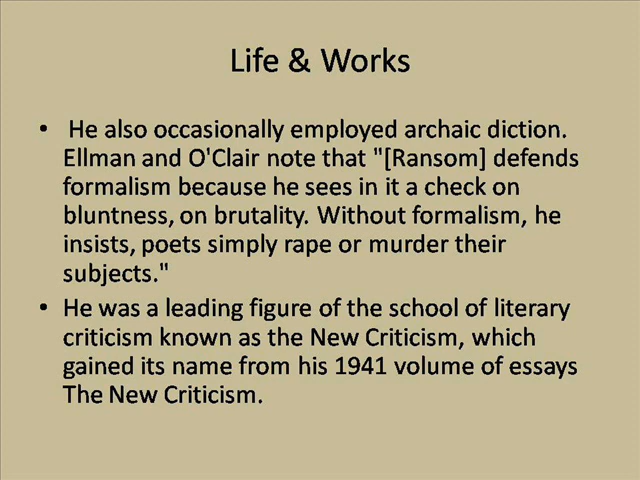 Life & Works
• He also occasionally employed archaic diction.
Ellman and O'Clair note that "[Ransom] defends
formalism because he sees in it a check on
bluntness, on brutality. Without formalism, he
insists, poets simply rape or murder their
subjects."
• He was a leading figure of the school of literary
criticism known as the New Criticism, which
gained its name from his 1941 volume of essays
The New Criticism.